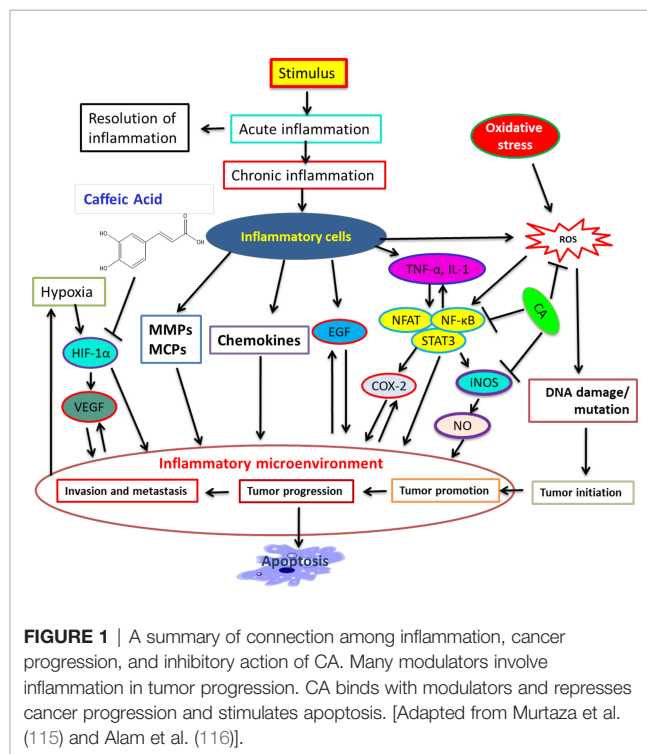 Stimulus
Resolution of
inflammation
Acute inflammation
Oxidative
stress
Chronic inflammation
Caffeic Acid
O
HO
OH
HO
Inflammatory cells
ROS
TNF-α, IL-1
Hypoxia
MMPs
MCPs
Chemokines
EGF
NFAT
NF-κB
STAT3
CA
HIF-1α
COX-2
iNOS
VEGF
NO
DNA damage/
mutation
Inflammatory microenvironment
Invasion and metastasis
Tumor progression
Tumor promotion
Tumor initiation
Apoptosis
FIGURE 1 | A summary of connection among inflammation, cancer
progression, and inhibitory action of CA. Many modulators involve
inflammation in tumor progression. CA binds with modulators and represses
cancer progression and stimulates apoptosis. [Adapted from Murtaza et al.
(115) and Alam et al. (116)].